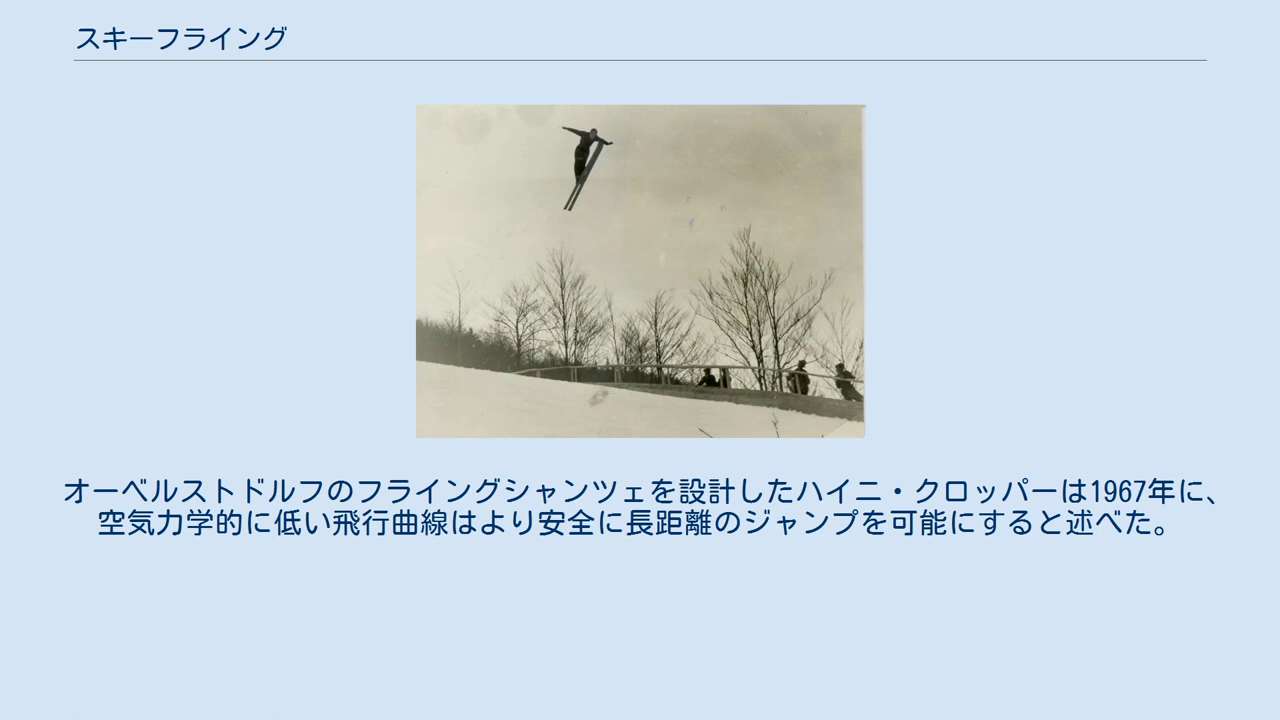 スキーフライング
オーベルストドルフのフライングシャンツェを設計したハイニ・クロッパーは1967年に、
空気力学的に低い飛行曲線はより安全に長距離のジャンプを可能にすると述べた。